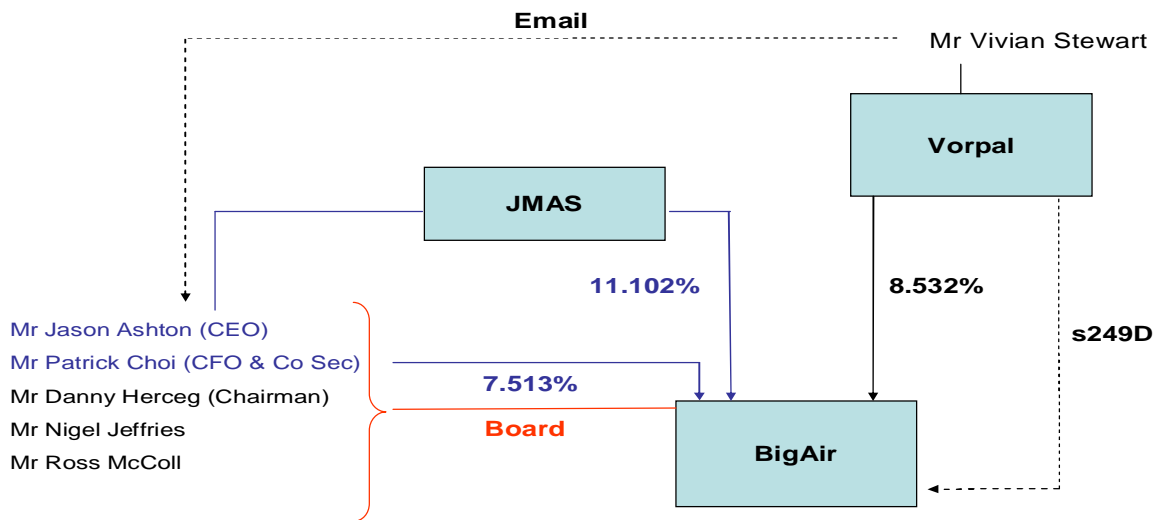 Email
Mr Vivian Stewart
Vorpal
JMAS
11.102%
8.532%
s249D
Mr Jason Ashton (CEO)
Mr Patrick Choi (CFO & Co Sec)
7.513%
Mr Danny Herceg (Chairman)
Board
Mr Nigel Jeffries
BigAir
Mr Ross McColl